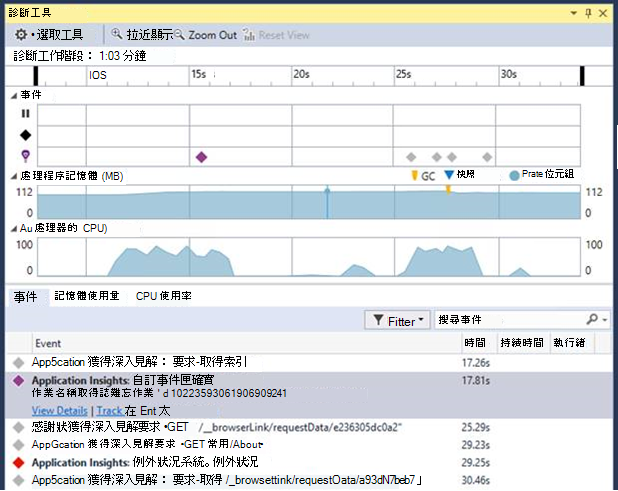 診斷工具
選取工具 拉近顯示 Zoom Out Reset View
診斷工作階段： 1:03 分鐘
IOS 15s 20s 25s 30s
事件
處理程序記憶體 (MB) GC 快照 Prate 位元組
112 112
0 0
Au 處理器的 CPU)
100 100
0 0
事件 記憶體使用量 CPU 使用率
Fitter 搜尋事件
Event 時間 持續時間 執行緒
App5cation 獲得深入見解： 要求-取得索引 17.26s
Application Insights: 自訂事件匣確實 17.81s
作業名稱取得誌難忘作業 ' d 10223593061906909241
View Details | Track 在 Ent 太
感謝狀獲得深入見解要求 •GET /__browserLink/requestData/e236305dc0a2" 25.29s
AppGcation 獲得深入見解要求 •GET 常用/About• 29.23s
Application Insights: 例外狀況系統。例外狀況 29.25s
App5cation 獲得深入見解： 要求-取得 /_browsettink/requestOata/a93dN7beb7」 30.46s